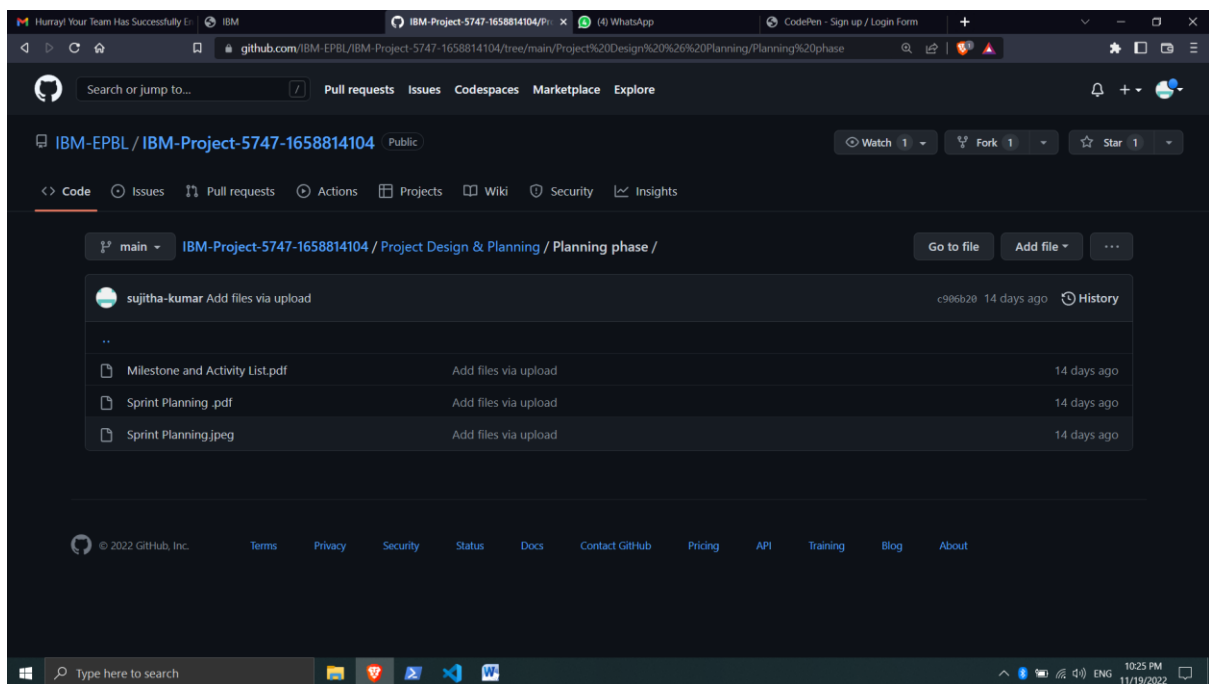 Hurray! Your Team Has Successfully En
IBM
IBM-Project-5747-1658814104/Pro
(4) WhatsApp
CodePen - Sign up / Login Form
github.com/IBM-EPBL/IBM-Project-5747-1658814104/tree/main/Project%20Design%20%26%20Planning/Planning%20phase
Search or jump to... / Pull requests Issues Codespaces Marketplace Explore
IBM-EPBL / IBM-Project-5747-1658814104 Public
Watch 1 Fork 1 Star 1
<> Code Issues Pull requests Actions Projects Wiki Security Insights
main IBM-Project-5747-1658814104 / Project Design & Planning / Planning phase / Go to file Add file ...
sujitha-kumar Add files via upload c906b20 14 days ago History
..
Milestone and Activity List.pdf Add files via upload 14 days ago
Sprint Planning .pdf Add files via upload 14 days ago
Sprint Planning.jpeg Add files via upload 14 days ago
© 2022 GitHub, Inc. Terms Privacy Security Status Docs Contact GitHub Pricing API Training Blog About
Type here to search ENG 10:25 PM
11/19/2022